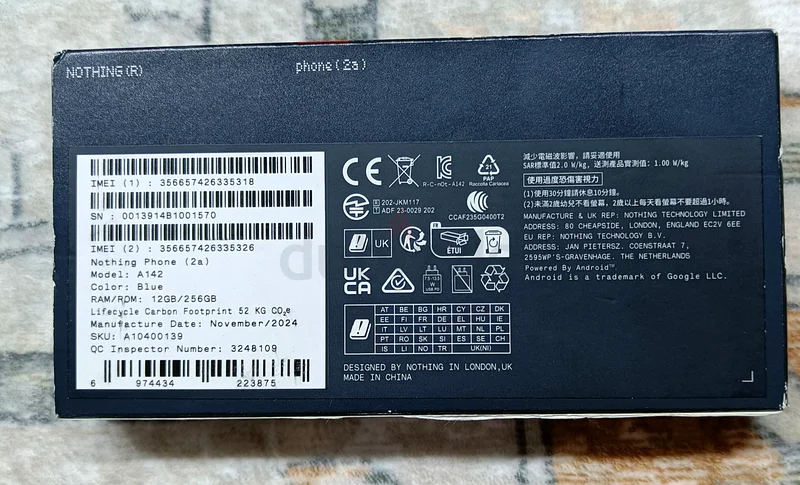 NOTHING(R)
phone(2a)
IMEI (1) : 356657426335318
SN : 0013914B1001570
IMEI (2) : 356657426335326
Nothing Phone (2a)
Model: A142
Color: Blue
RAM/ROM: 12GB/256GB
Lifecycle Carbon Footprint 52 KG CO₂e
Manufacture Date: November/2024
SKU: A10400139
QC Inspector Number: 3248109
6 974434 223875
CE
R-C-nOt-A142
21
PAP
Raccolta Cartacea
R 202-JKM117
T ADF 23-0029 202
CCAF235G0400T2
UK
FR
ÉTUI
UK
CA
USB PD
AT BE BG HR CY CZ DK
EE FI FR DE EL HU IE
IT LV LT LU MT NL PL
PT RO SK SI ES SE CH
IS LI NO TR UK(NI)
DESIGNED BY NOTHING IN LONDON,UK
MADE IN CHINA
減少電磁波影響，請妥適使用
SAR標準值2.0 W/kg, 送測產品實測值: 1.00 W/kg
使用過度恐傷害視力
(1)使用30分鐘請休息10分鐘。
(2)未滿2歲幼兒不看螢幕，2歲以上每天看螢幕不要超過1小時。
MANUFACTURE & UK REP: NOTHING TECHNOLOGY LIMITED
ADDRESS: 80 CHEAPSIDE, LONDON, ENGLAND EC2V 6EE
EU REP: NOTHING TECHNOLOGY B.V.
ADDRESS: JAN PIETERSZ. COENSTRAAT 7,
2595WP'S-GRAVENHAGE. THE NETHERLANDS
Powered By Android™
Android is a trademark of Google LLC.